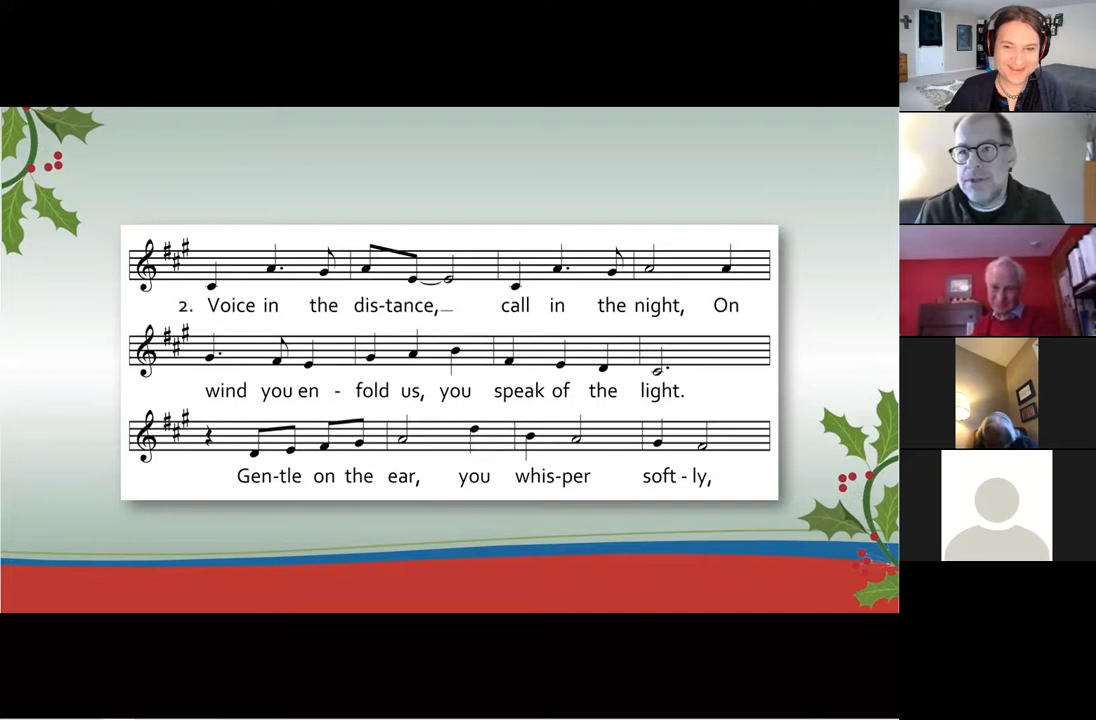 2. Voice in the dis-tance,_ call in the night, On
wind you en - fold us, you speak of the light.
Gen-tle on the ear, you whis-per soft - ly,